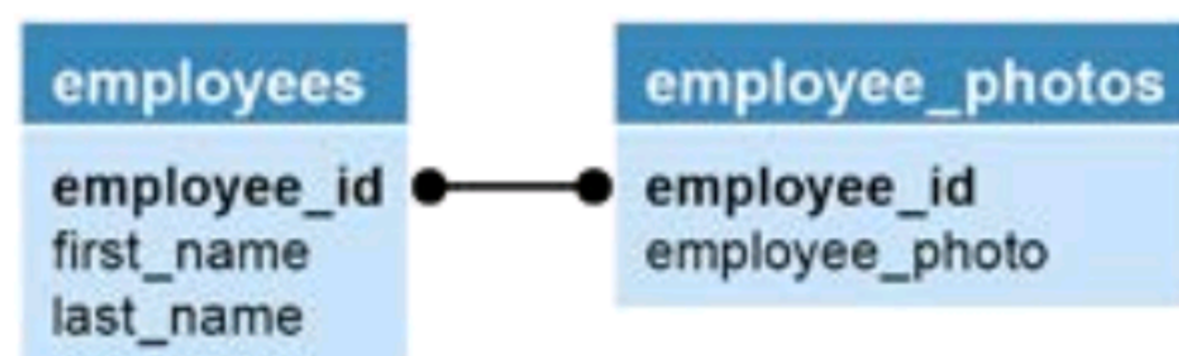 employees
employee_id
first_name
last_name
employee_photos
employee_id
employee_photo